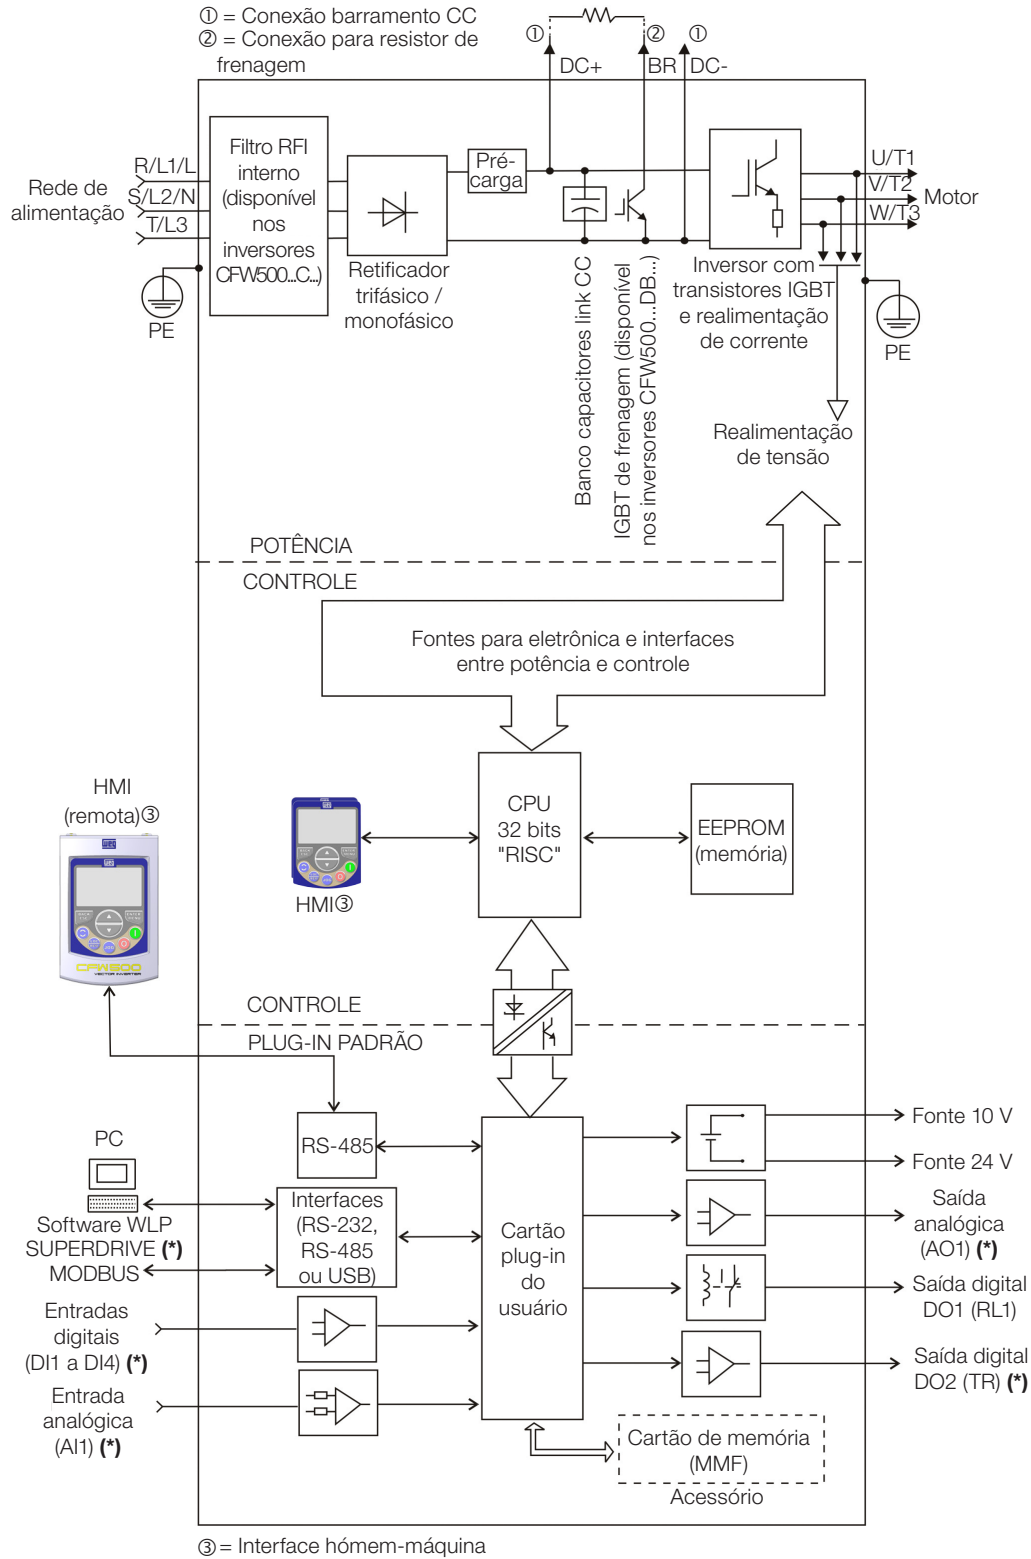 ① = Conexão barramento CC
② = Conexão para resistor de
frenagem
①
②
①
DC+
BR
DC-
Rede de
alimentação
R/L1/L
S/L2/N
T/L3
PE
Filtro RFI
interno
(disponível
nos
inversores
CFW500...C...)
Retificador
trifásico /
monofásico
Pré-
carga
Banco capacitores link CC
IGBT de frenagem (disponível
nos inversores CFW500....DB...)
Inversor com
transistores IGBT
e realimentação
de corrente
U/T1
V/T2
W/T3
Motor
PE
Realimentação
de tensão
POTÊNCIA
CONTROLE
Fontes para eletrônica e interfaces
entre potência e controle
HMI
(remota)③
WEG
CFW500
VECTOR INVERTER
HMI③
CPU
32 bits
"RISC"
EEPROM
(memória)
CONTROLE
PLUG-IN PADRÃO
RS-485
PC
Software WLP
SUPERDRIVE (*)
MODBUS
Interfaces
(RS-232,
RS-485
ou USB)
Entradas
digitais
(DI1 a DI4) (*)
Entrada
analógica
(AI1) (*)
Cartão
plug-in
do
usuário
Fonte 10 V
Fonte 24 V
Saída
analógica
(AO1) (*)
Saída digital
DO1 (RL1)
Saída digital
DO2 (TR) (*)
Cartão de memória
(MMF)
Acessório
③ = Interface hómem-máquina